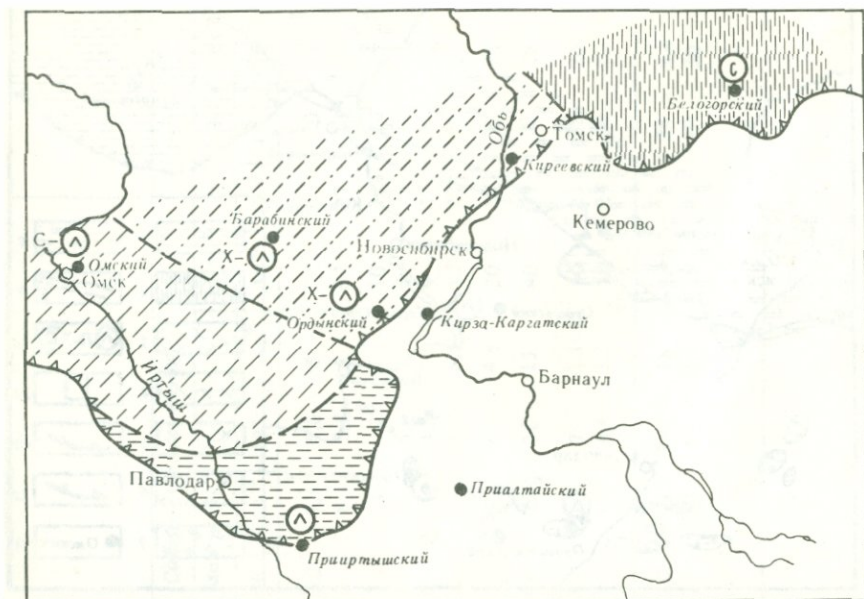 С
Белогорский
Обь
Томск
Киреевский
Кемерово
Барабинский
Х-
Новосибирск
С-
Омский
Омск
Х-
Ордынский
Кирза-Каргатский
Иртыш
Барнаул
Павлодар
Приалтайский
Прииртышский